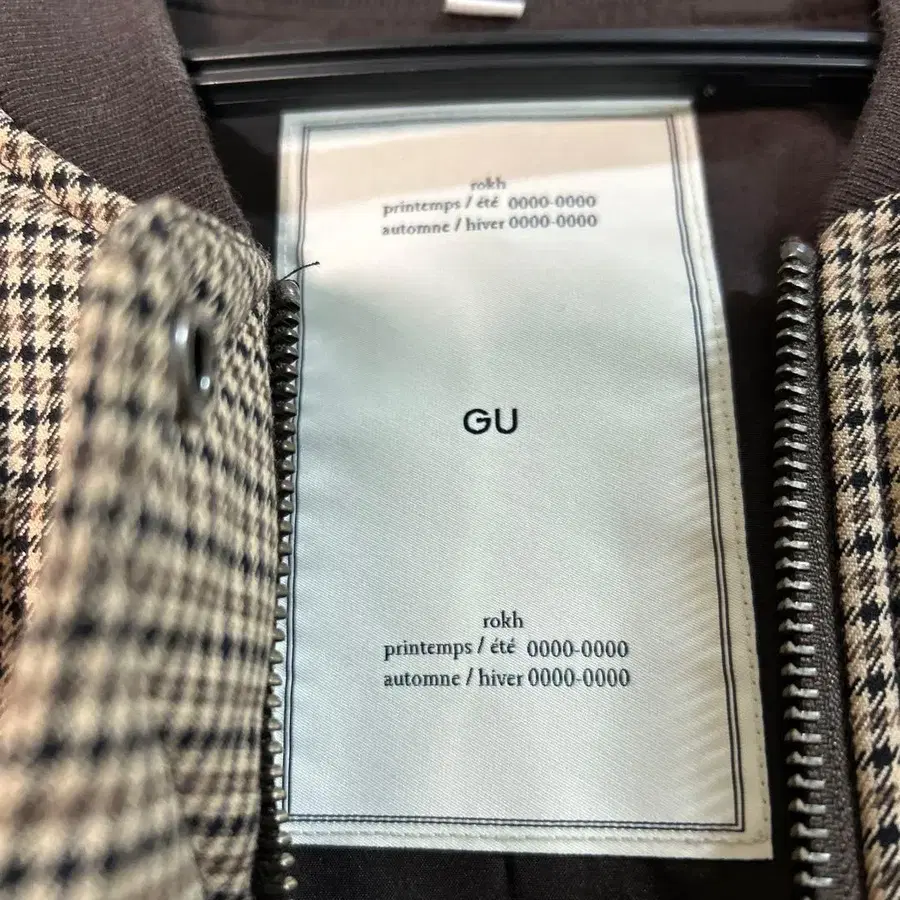 rokh
printemps / été 0000-0000
automne / hiver 0000-0000
GU
rokh
printemps / été 0000-0000
automne / hiver 0000-0000